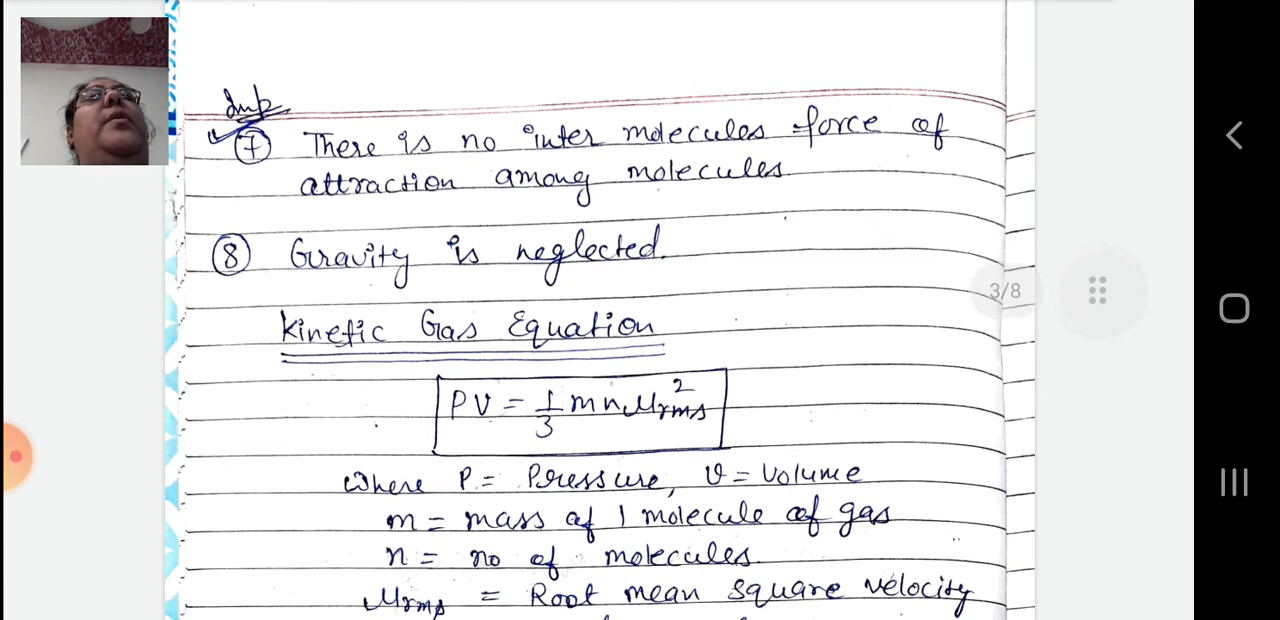 Imp
⑦ There is no inter molecules force of
attraction among molecules
⑧ Gravity is neglected.
3/8
Kinetic Gas Equation
PV = 1/3 m n μrms²
Where P = Pressure, V = Volume
m = mass of 1 molecule of gas
n = no of molecules
μrms = Root mean square velocity